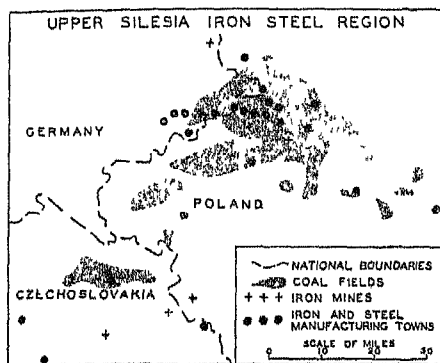 UPPER SILESIA IRON STEEL REGION
GERMANY
POLAND
CZECHOSLOVAKIA
NATIONAL BOUNDARIES
COAL FIELDS
IRON MINES
IRON AND STEEL
MANUFACTURING TOWNS
SCALE OF MILES
0 10 20 30